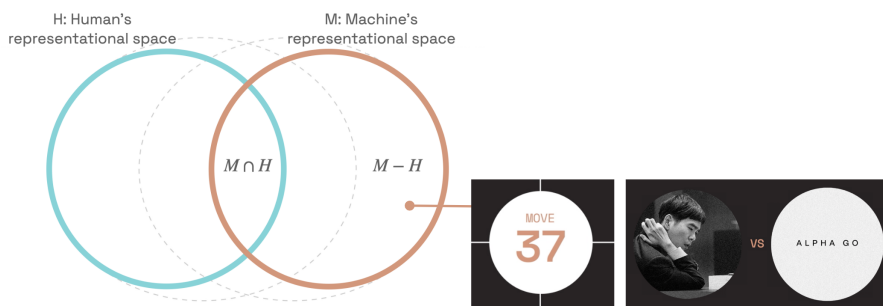 H: Human's
representational space
M: Machine's
representational space
M ∩ H
M − H
MOVE
37
VS
ALPHA GO